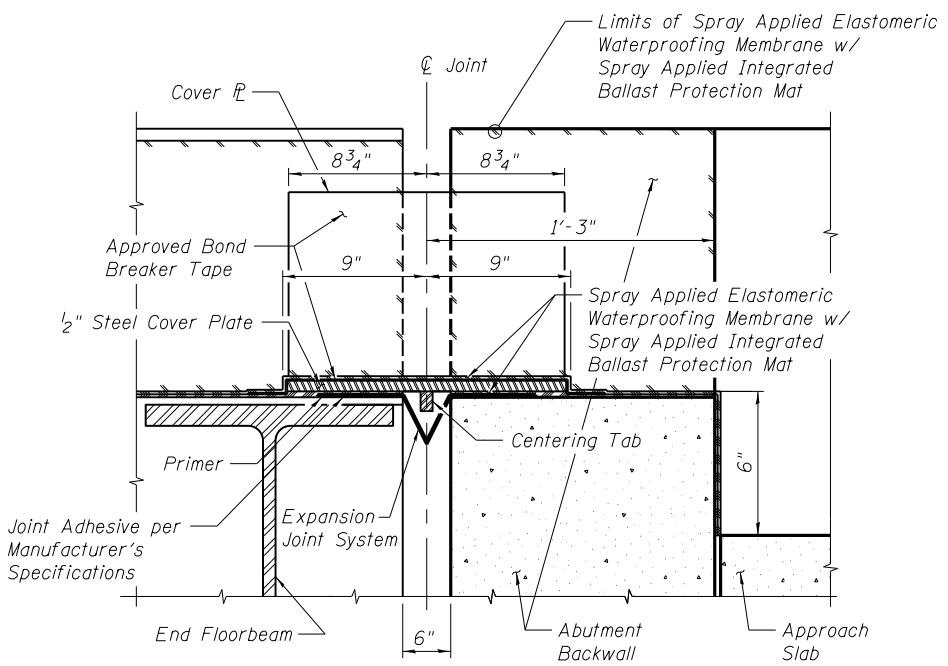 Limits of Spray Applied Elastomeric
Waterproofing Membrane w/
Spray Applied Integrated
Ballast Protection Mat
℄ Joint
Cover ℙL
8¾"
8¾"
1'-3"
Approved Bond
Breaker Tape
9"
9"
½" Steel Cover Plate
Spray Applied Elastomeric
Waterproofing Membrane w/
Spray Applied Integrated
Ballast Protection Mat
Centering Tab
6"
Primer
Joint Adhesive per
Manufacturer's
Specifications
Expansion
Joint System
End Floorbeam
6"
Abutment
Backwall
Approach
Slab